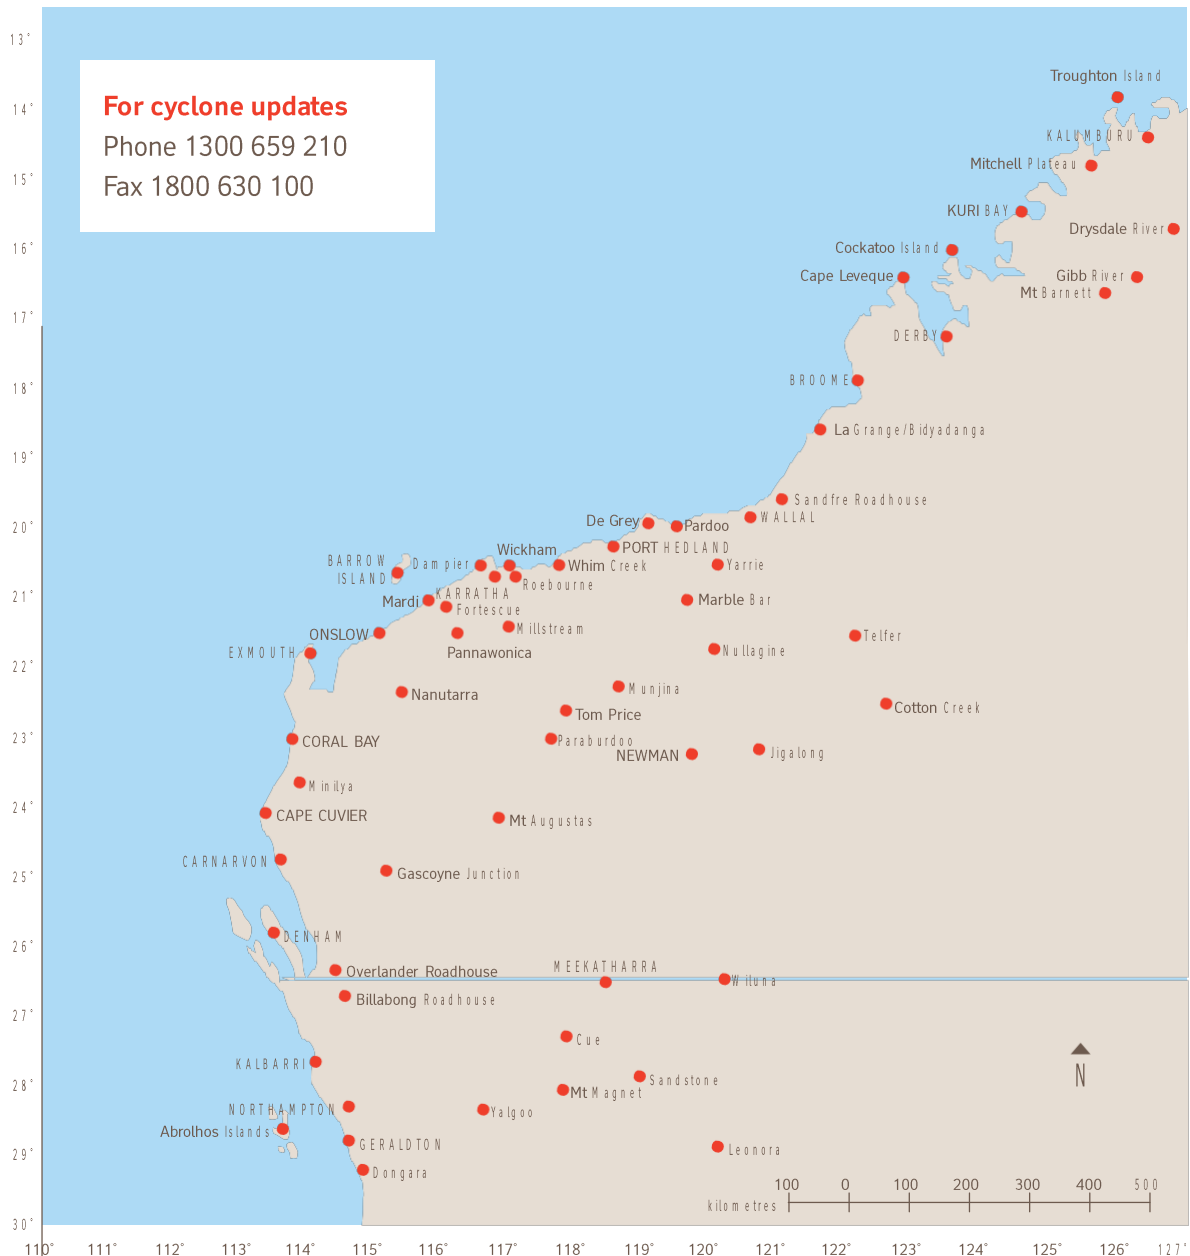 13°
Troughton Island
14°
For cyclone updates
KALUMBURU
Phone 1300 659 210
Mitchell Plateau
15°
Fax 1800 630 100
KURI BAY
Drysdale River
16°
Cockatoo Island
Cape Leveque
Gibb River
Mt Barnett
17°
DERBY
18°
BROOME
La Grange/Bidyadanga
19°
Sandfre Roadhouse
WALLAL
20°
De Grey
Pardoo
PORT HEDLAND
Wickham
BARROW
ISLAND
Dampier
Whim Creek
Yarrie
Roebourne
21°
KARRATHA
Mardi
Fortescue
Marble Bar
Millstream
ONSLOW
Telfer
EXMOUTH
Pannawonica
Nullagine
22°
Nanutarra
Munjina
Cotton Creek
Tom Price
23°
CORAL BAY
Paraburdoo
NEWMAN
Jigalong
Minilya
24°
CAPE CUVIER
Mt Augustas
CARNARVON
25°
Gascoyne Junction
DENHAM
26°
Overlander Roadhouse
MEEKATHARRA
Wiluna
Billabong Roadhouse
27°
Cue
KALBARRI
N
28°
Sandstone
Mt Magnet
NORTHAMPTON
Yalgoo
Abrolhos Islands
GERALDTON
29°
Leonora
Dongara
100 0 100 200 300 400 500
kilometres
30°
110° 111° 112° 113° 114° 115° 116° 117° 118° 119° 120° 121° 122° 123° 124° 125° 126° 127°